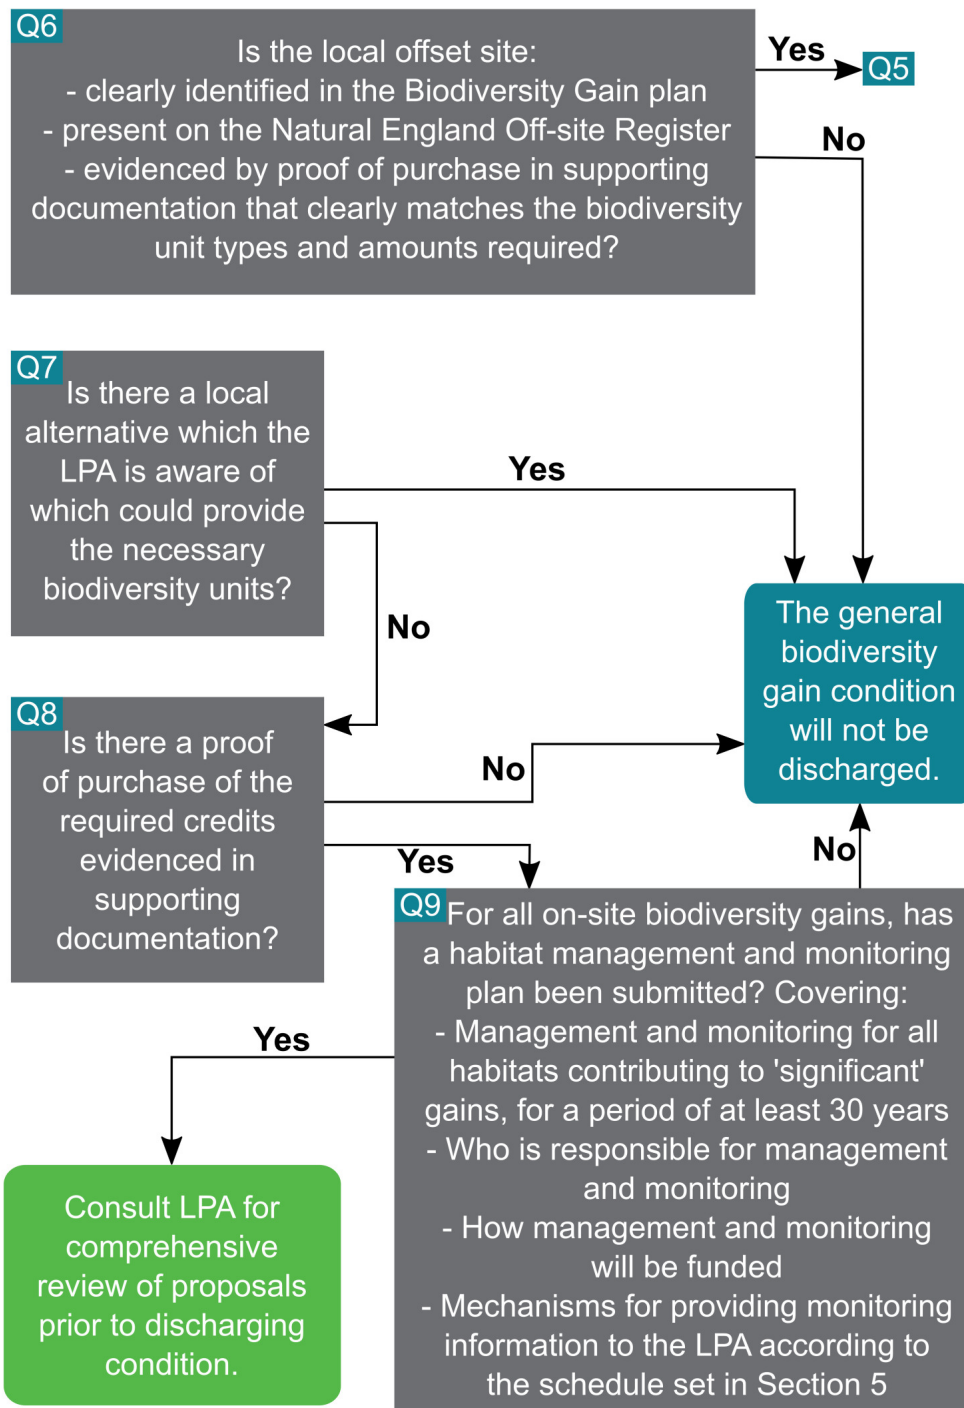 Q6
Is the local offset site:
- clearly identified in the Biodiversity Gain plan
- present on the Natural England Off-site Register
- evidenced by proof of purchase in supporting
documentation that clearly matches the biodiversity
unit types and amounts required?
Yes
Q5
No
Q7
Is there a local
alternative which the
LPA is aware of
which could provide
the necessary
biodiversity units?
Yes
No
The general
biodiversity
gain condition
will not be
discharged.
Q8
Is there a proof
of purchase of the
required credits
evidenced in
supporting
documentation?
No
Yes
No
Q9
For all on-site biodiversity gains, has
a habitat management and monitoring
plan been submitted? Covering:
- Management and monitoring for all
habitats contributing to 'significant'
gains, for a period of at least 30 years
- Who is responsible for management
and monitoring
- How management and monitoring
will be funded
- Mechanisms for providing monitoring
information to the LPA according to
the schedule set in Section 5
Yes
Consult LPA for
comprehensive
review of proposals
prior to discharging
condition.